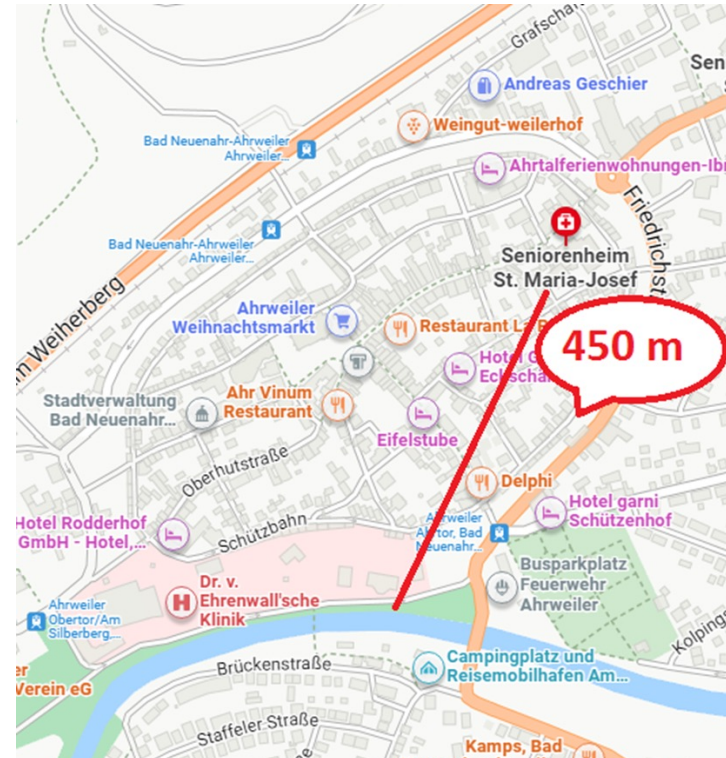 Grafscha
Sen
Andreas Geschier
Weingut-weilerhof
Bad Neuenahr-Ahrweiler
Ahrweiler...
Ahrtalferienwohnungen-Ibr
Friedrichst
Bad Neuenahr-Ahrweiler
Ahrweiler...
Seniorenheim
St. Maria-Josef
m Weiherberg
Ahrweiler
Weihnachtsmarkt
Restaurant La
450 m
Hotel
Stadtverwaltung
Bad Neuenahr...
Ahr Vinum
Restaurant
Eifelstube
Oberhutstraße
Delphi
Hotel garni
Schützenhof
Hotel Rodderhof
GmbH - Hotel,...
Schützbahn
Ahrweiler
Ahrtor, Bad
Neuenahr...
Busparkplatz
Feuerwehr
Ahrweiler
Dr. v.
Ehrenwall'sche
Klinik
Ahrweiler
Obertor/Am
Silberberg,...
Kolpings
er
Verein eG
Brückenstraße
Campingplatz und
Reisemobilhafen Am...
Staffeler Straße
Kamps, Bad